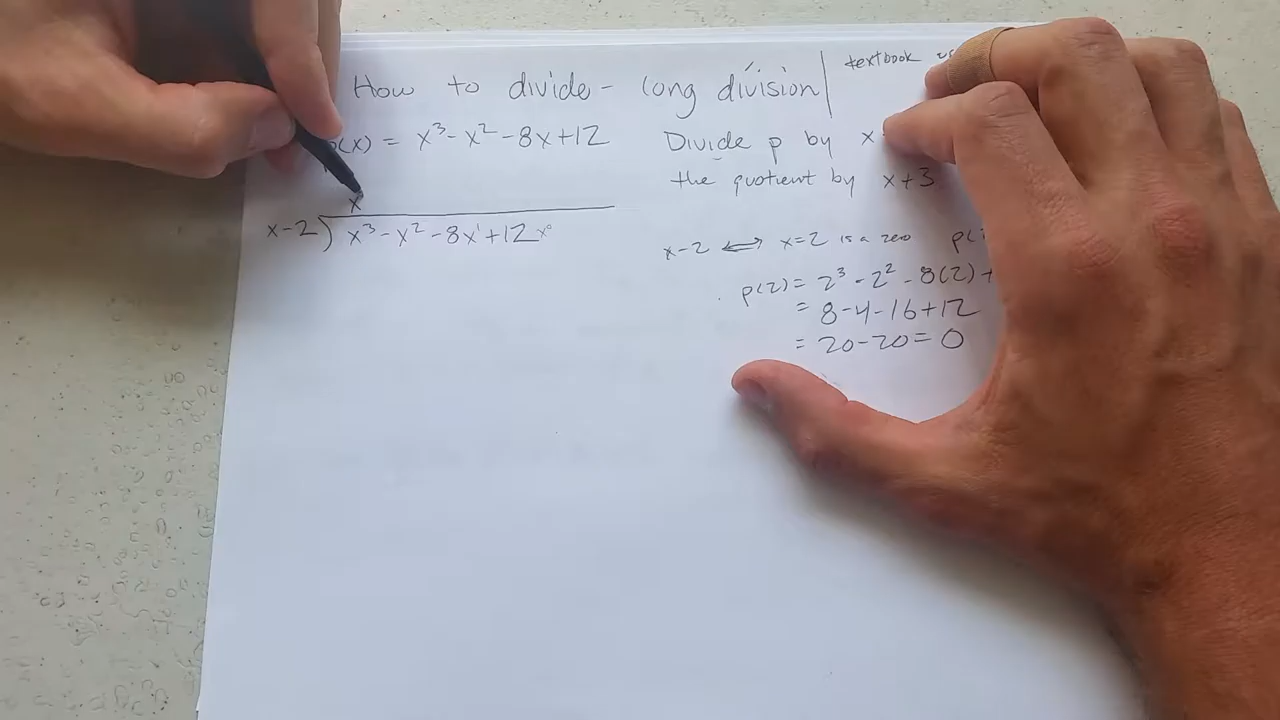 How to divide - long division
textbook
p(x) = x³ - x² - 8x + 12
Divide p by x
the quotient by x+3
x
x-2 ) x³ - x² - 8x¹ + 12x⁰
x-2 ⟺ x=2 is a zero p(
p(2) = 2³ - 2² - 8(2) +
= 8 - 4 - 16 + 12
= 20 - 20 = 0